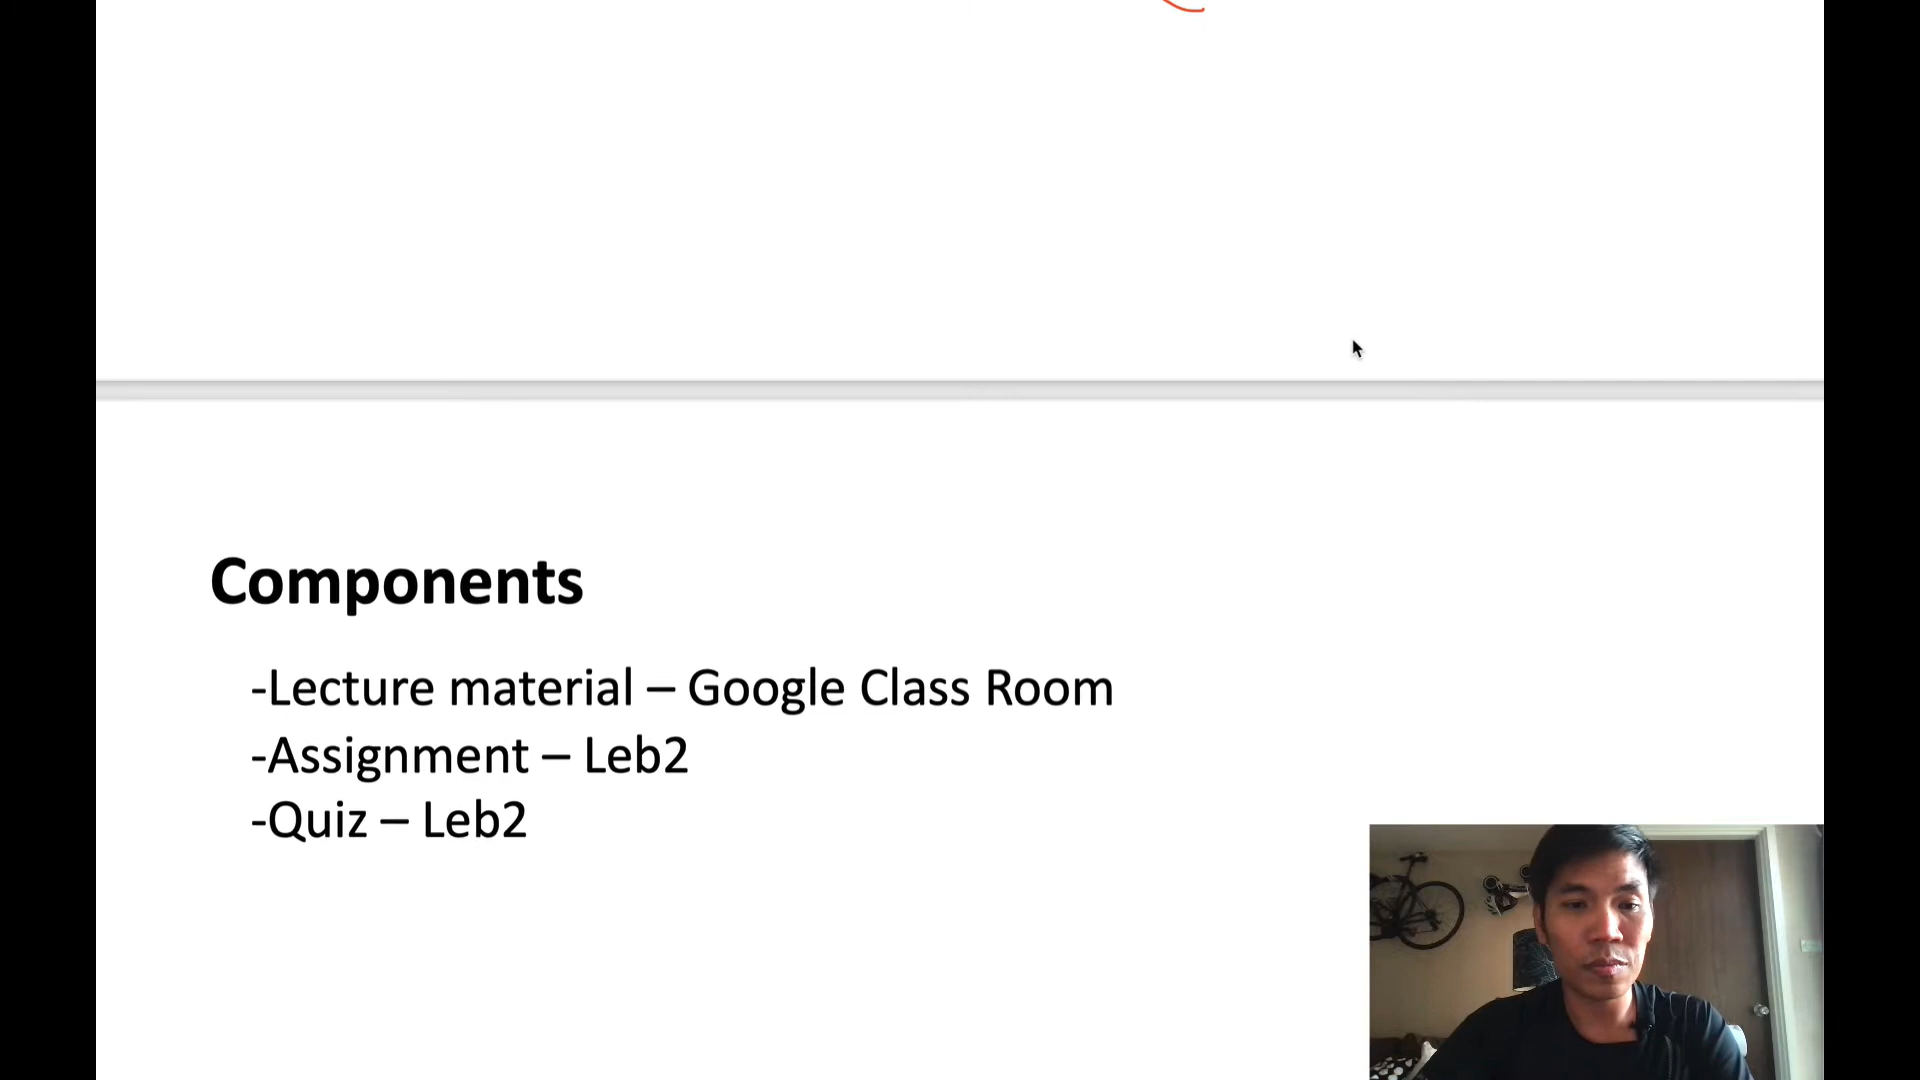 Components
-Lecture material – Google Class Room
-Assignment – Leb2
-Quiz – Leb2